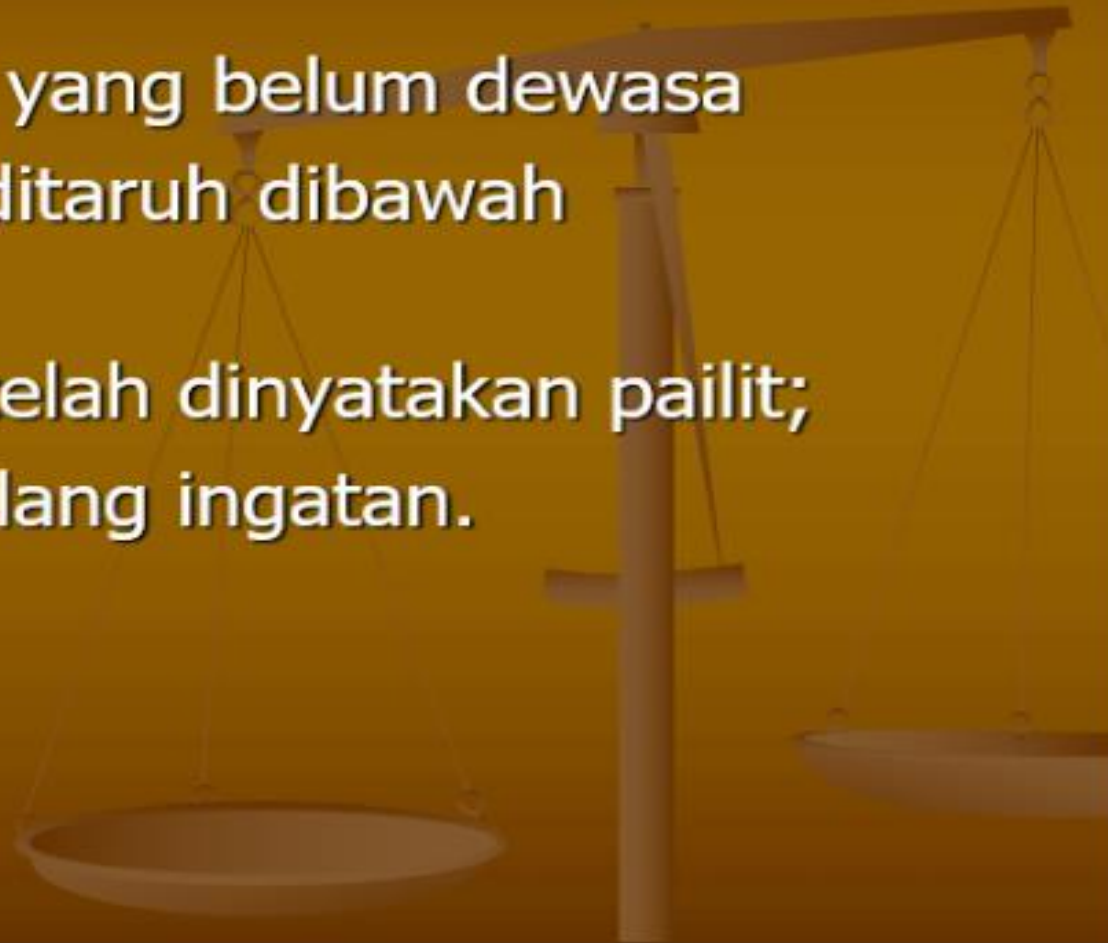 yang belum dewasa
ditaruh dibawah
elah dinyatakan pailit;
lang ingatan.